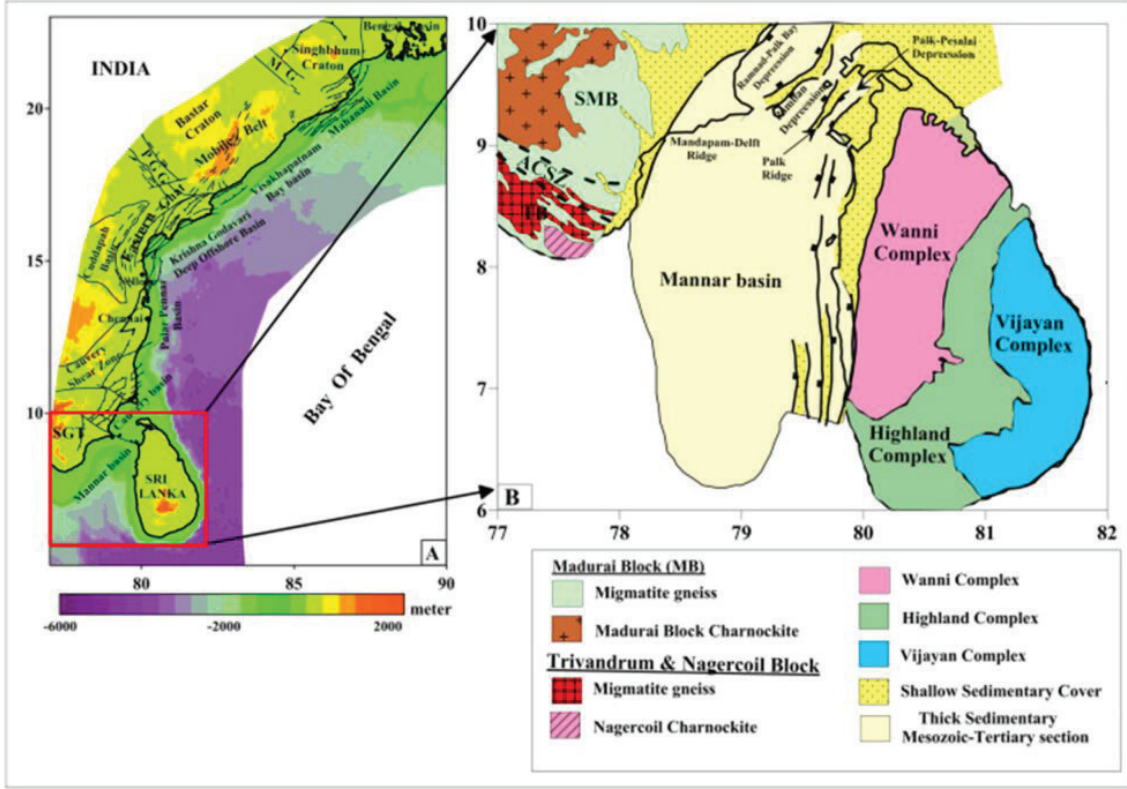 INDIA
Bengal Basin
Singhbhum
Craton
M G
Bastar
Craton
Mobile Belt
Mahanadi Basin
P G G
Eastern Ghat
Visakhapatnam
Bay basin
Krishna Godavari
Deep Offshore Basin
Cuddapah
Basin
Nellore
Chennai
Palar Pennar
Basin
Cauvery
Shear Zone
Cauvery basin
SGT
Mannar basin
SRI
LANKA
Bay Of Bengal
A
20
15
10
80
85
90
-6000
-2000
2000
meter
10
9
8
7
6
77
78
79
80
81
82
B
SMB
ACSZ
TB
Ramnad-Palk Bay
Depression
Palk-Pesalai
Depression
Depression
Mandapam-Delft
Ridge
Palk
Ridge
Mannar basin
Wanni
Complex
Vijayan
Complex
Highland
Complex
Madurai Block (MB)
Migmatite gneiss
Madurai Block Charnockite
Trivandrum & Nagercoil Block
Migmatite gneiss
Nagercoil Charnockite
Wanni Complex
Highland Complex
Vijayan Complex
Shallow Sedimentary Cover
Thick Sedimentary
Mesozoic-Tertiary section